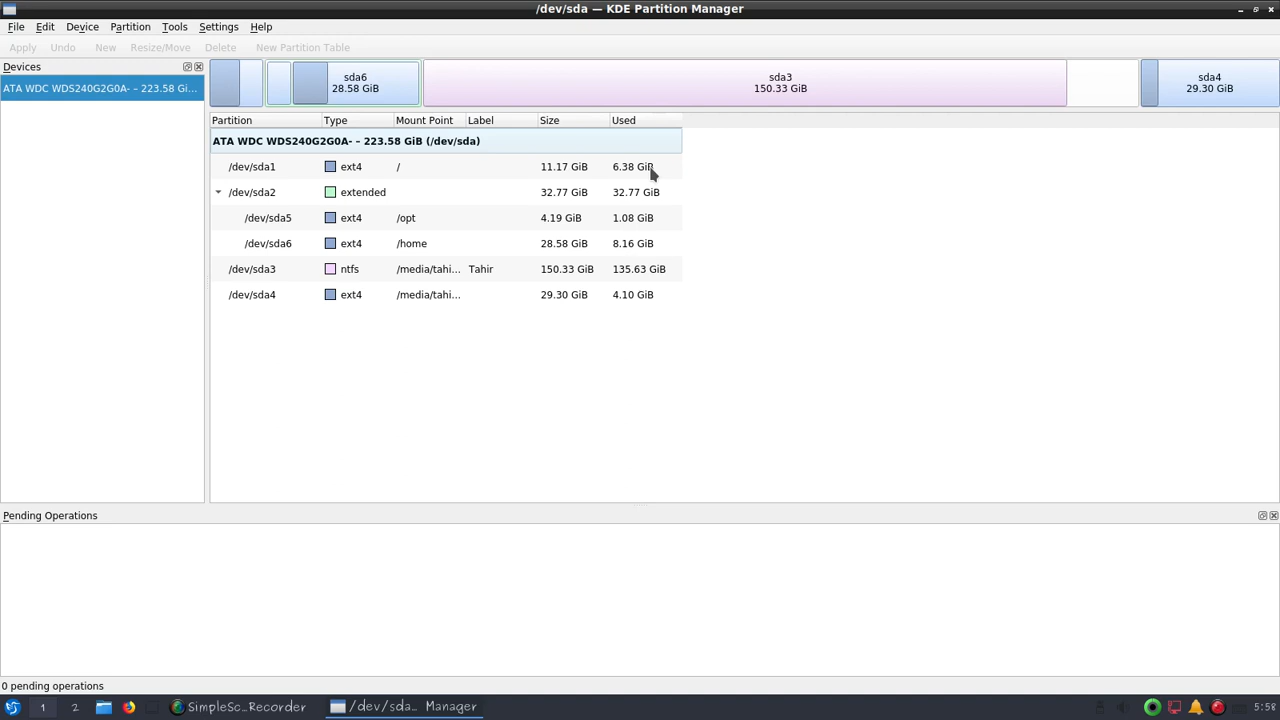 /dev/sda — KDE Partition Manager
File Edit Device Partition Tools Settings Help
Apply Undo New Resize/Move Delete New Partition Table
Devices
ATA WDC WDS240G2G0A- – 223.58 Gi...
sda6
28.58 GiB
sda3
150.33 GiB
sda4
29.30 GiB
Partition Type Mount Point Label Size Used
ATA WDC WDS240G2G0A- – 223.58 GiB (/dev/sda)
/dev/sda1 ext4 / 11.17 GiB 6.38 GiB
/dev/sda2 extended 32.77 GiB 32.77 GiB
/dev/sda5 ext4 /opt 4.19 GiB 1.08 GiB
/dev/sda6 ext4 /home 28.58 GiB 8.16 GiB
/dev/sda3 ntfs /media/tahi... Tahir 150.33 GiB 135.63 GiB
/dev/sda4 ext4 /media/tahi... 29.30 GiB 4.10 GiB
Pending Operations
0 pending operations
1 2 SimpleSc...Recorder /dev/sda... Manager 5:58